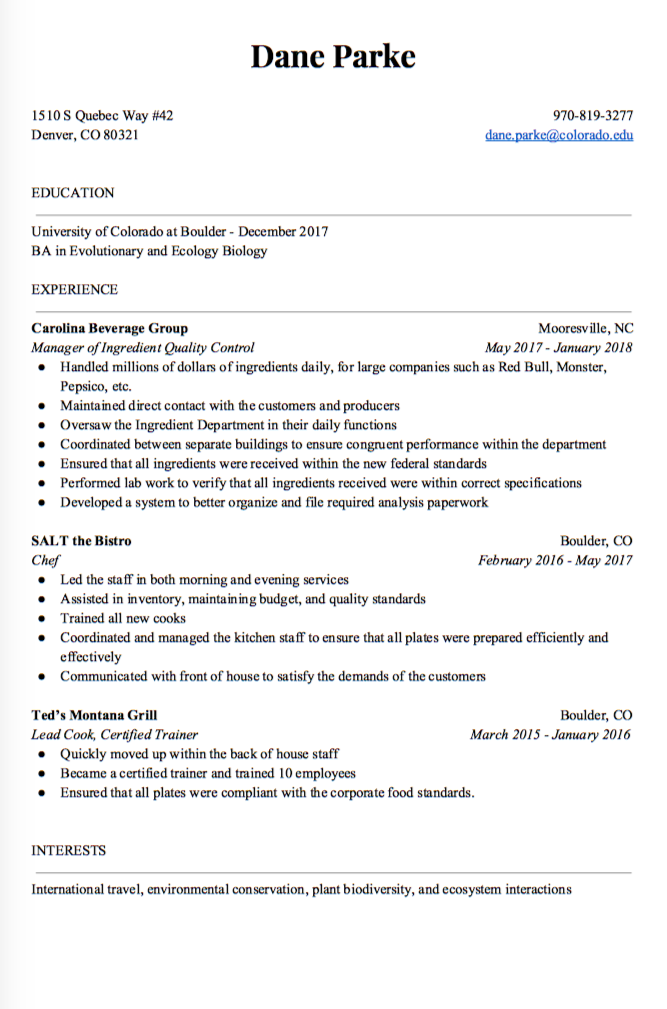 Dane Parke
1510 S Quebec Way #42
970-819-3277
Denver, CO 80321
dane.parke@colorado.edu
EDUCATION
University of Colorado at Boulder - December 2017
BA in Evolutionary and Ecology Biology
EXPERIENCE
Carolina Beverage Group
Mooresville, NC
Manager of Ingredient Quality Control
May 2017 - January 2018
● Handled millions of dollars of ingredients daily, for large companies such as Red Bull, Monster,
Pepsico, etc.
● Maintained direct contact with the customers and producers
● Oversaw the Ingredient Department in their daily functions
● Coordinated between separate buildings to ensure congruent performance within the department
● Ensured that all ingredients were received within the new federal standards
● Performed lab work to verify that all ingredients received were within correct specifications
● Developed a system to better organize and file required analysis paperwork
SALT the Bistro
Boulder, CO
Chef
February 2016 - May 2017
● Led the staff in both morning and evening services
● Assisted in inventory, maintaining budget, and quality standards
● Trained all new cooks
● Coordinated and managed the kitchen staff to ensure that all plates were prepared efficiently and
effectively
● Communicated with front of house to satisfy the demands of the customers
Ted's Montana Grill
Boulder, CO
Lead Cook, Certified Trainer
March 2015 - January 2016
● Quickly moved up within the back of house staff
● Became a certified trainer and trained 10 employees
● Ensured that all plates were compliant with the corporate food standards.
INTERESTS
International travel, environmental conservation, plant biodiversity, and ecosystem interactions